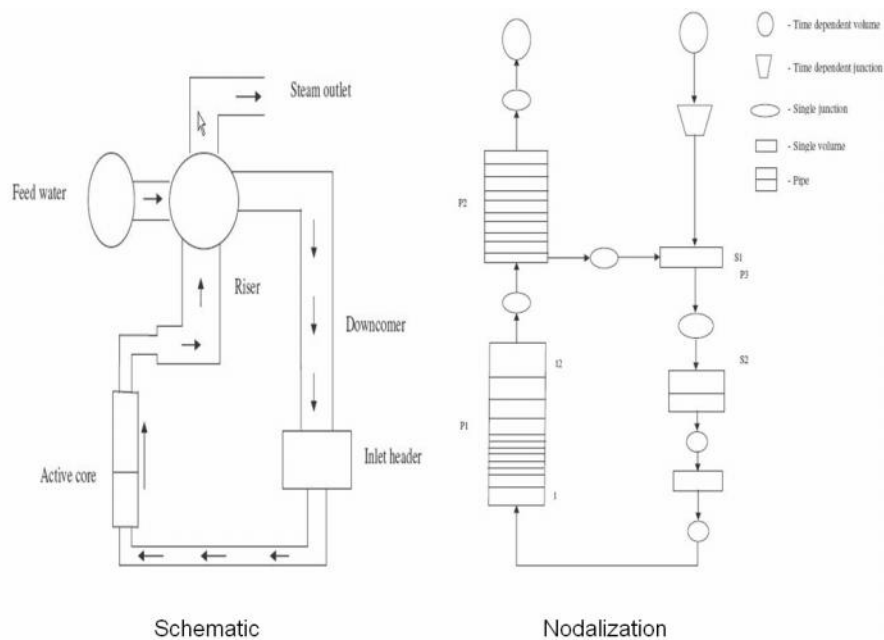 Steam outlet
Feed water
Riser
Downcomer
Active core
Inlet header
Schematic
P2
S1
P3
S2
12
P1
1
Nodalization
- Time dependent volume
- Time dependent junction
- Single junction
- Single volume
- Pipe